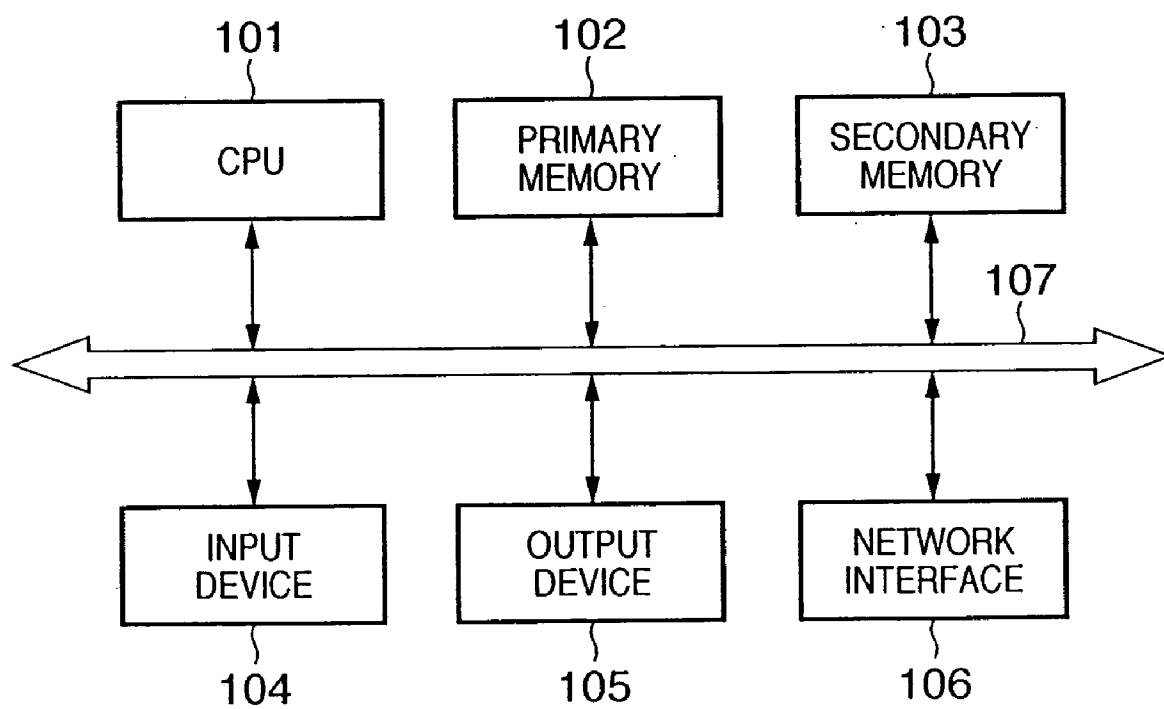 101
102
103
CPU
PRIMARY
MEMORY
SECONDARY
MEMORY
107
INPUT
DEVICE
OUTPUT
DEVICE
NETWORK
INTERFACE
104
105
106